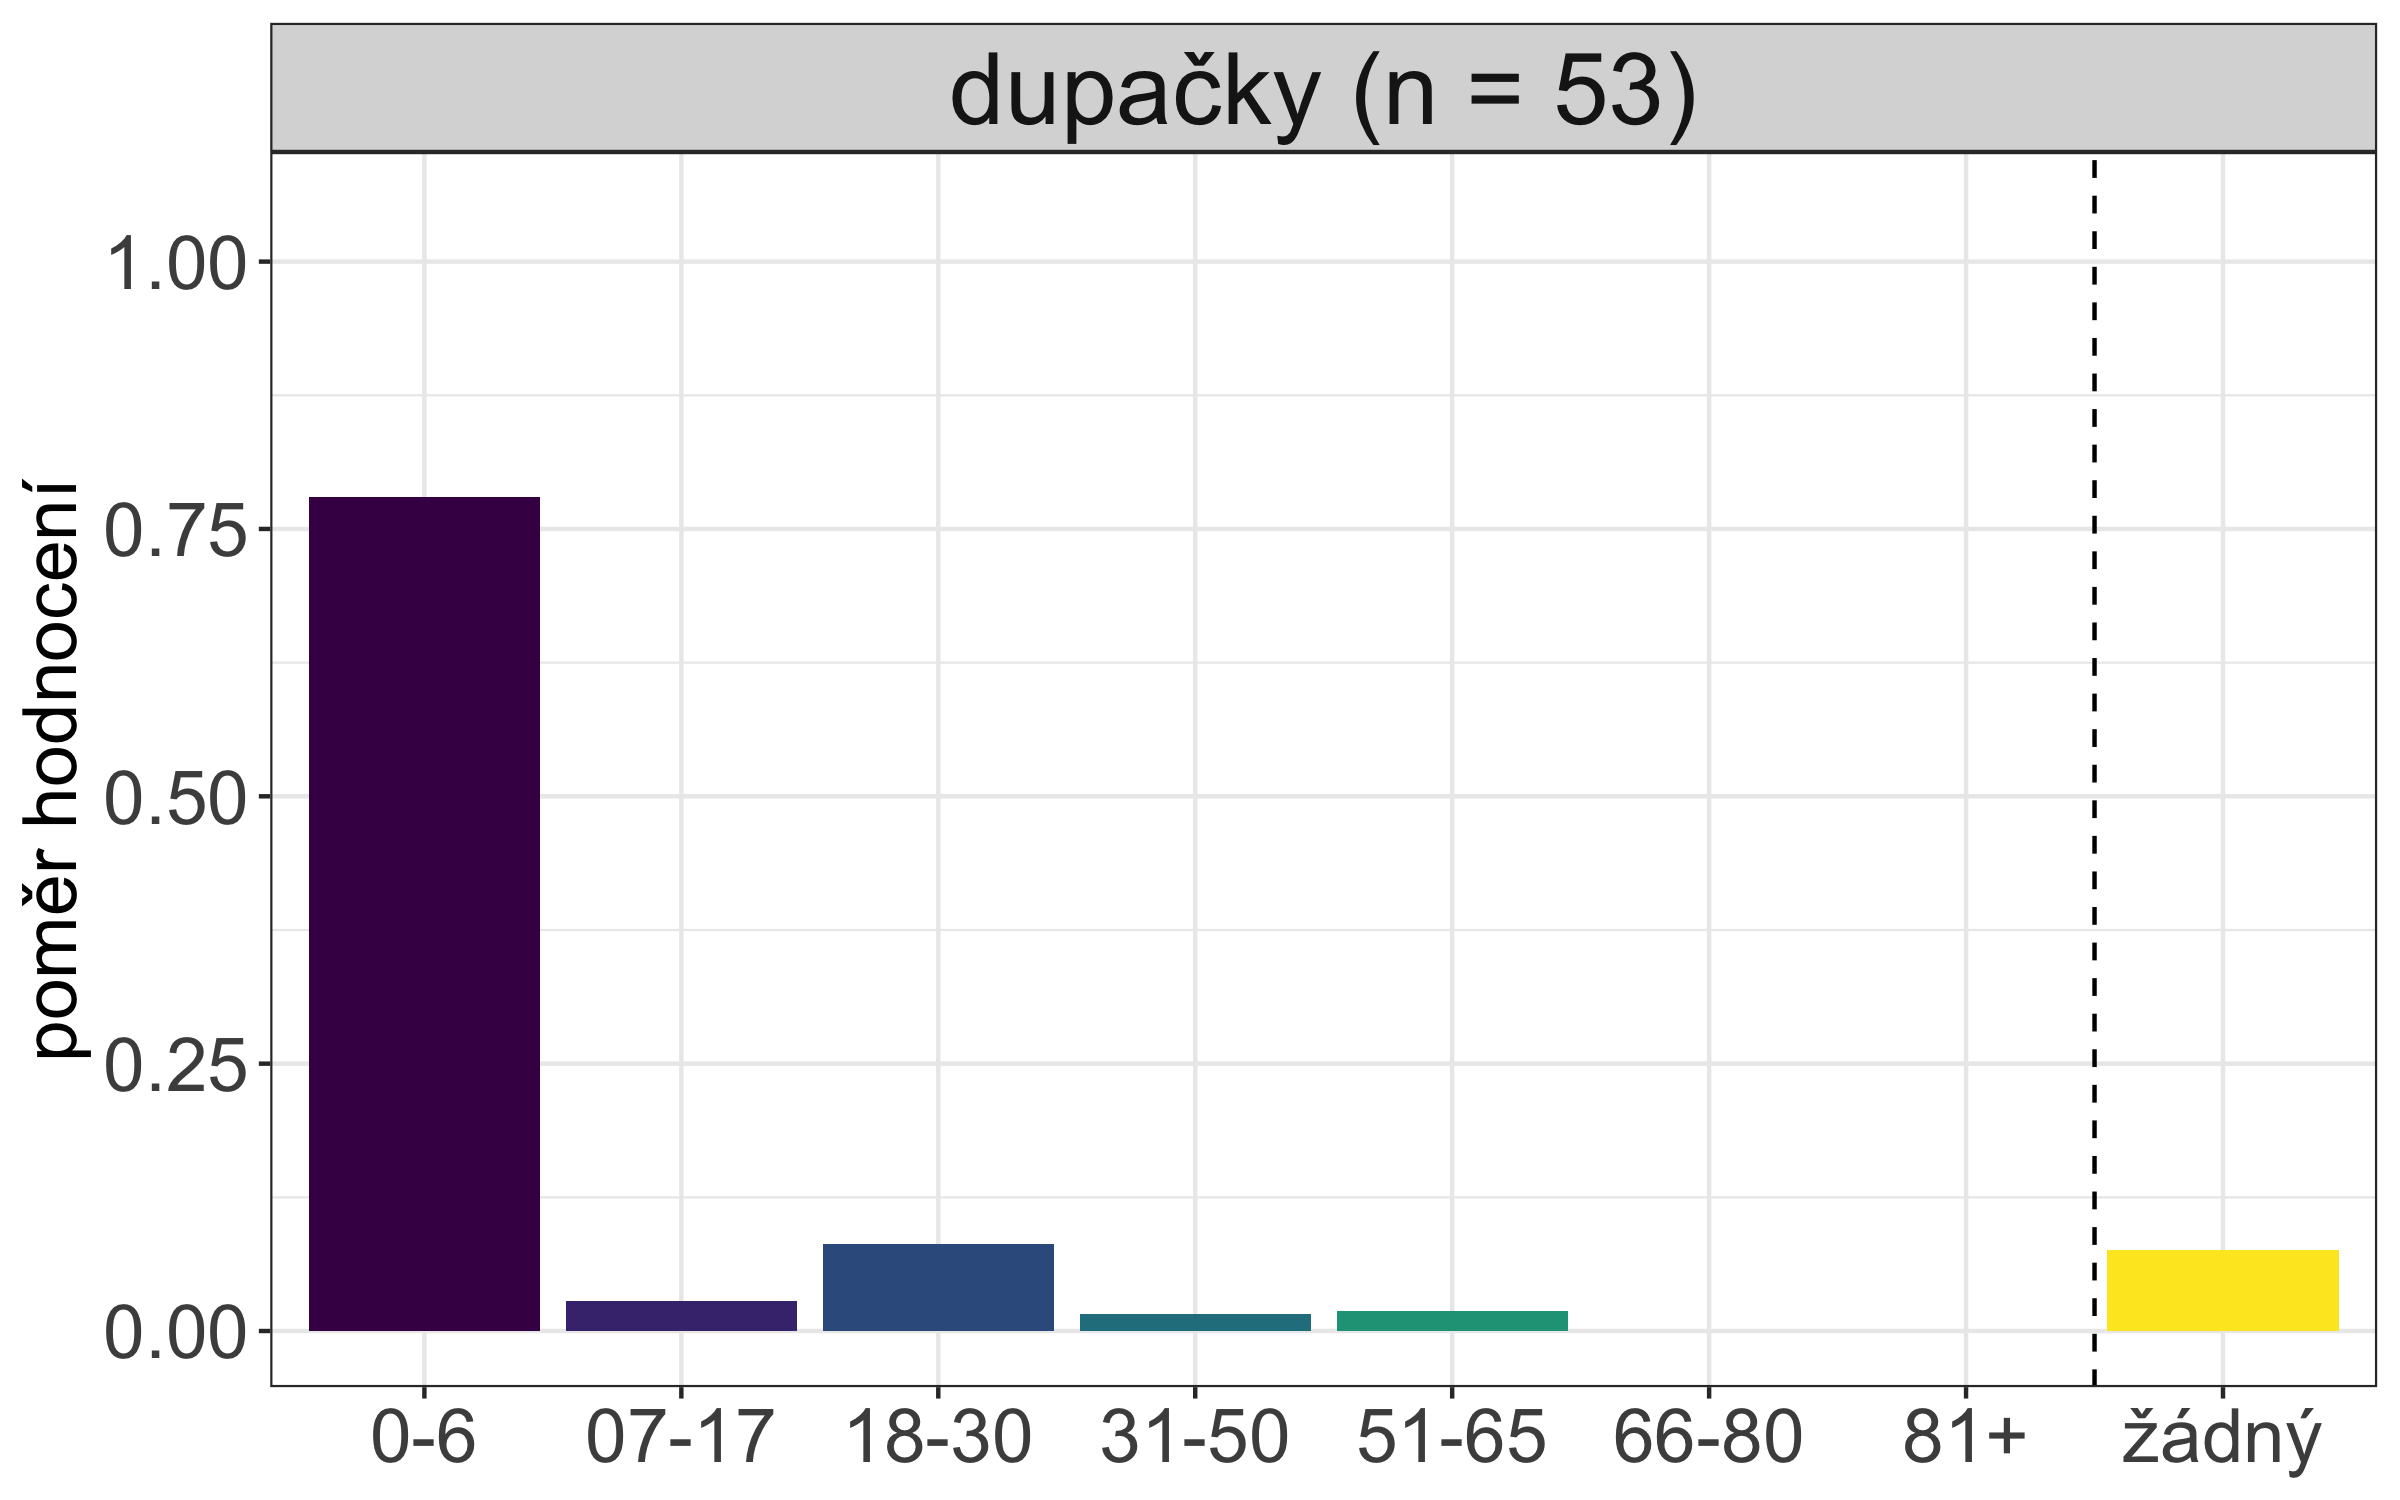 dupačky (n = 53)
poměr hodnocení
1.00
0.75
0.50
0.25
0.00
0-6 07-17 18-30 31-50 51-65 66-80 81+ žádný